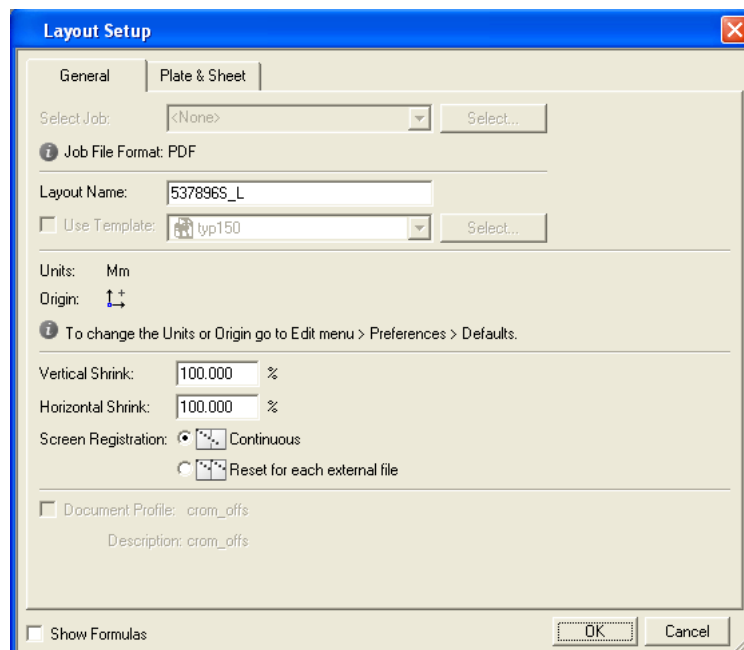 Layout Setup
General Plate & Sheet
Select Job: <None> Select...
Job File Format: PDF
Layout Name: 537896S_L
Use Template: typ150 Select...
Units: Mm
Origin:
To change the Units or Origin go to Edit menu > Preferences > Defaults.
Vertical Shrink: 100.000 %
Horizontal Shrink: 100.000 %
Screen Registration: Continuous
Reset for each external file
Document Profile: crom_offs
Description: crom_offs
Show Formulas OK Cancel